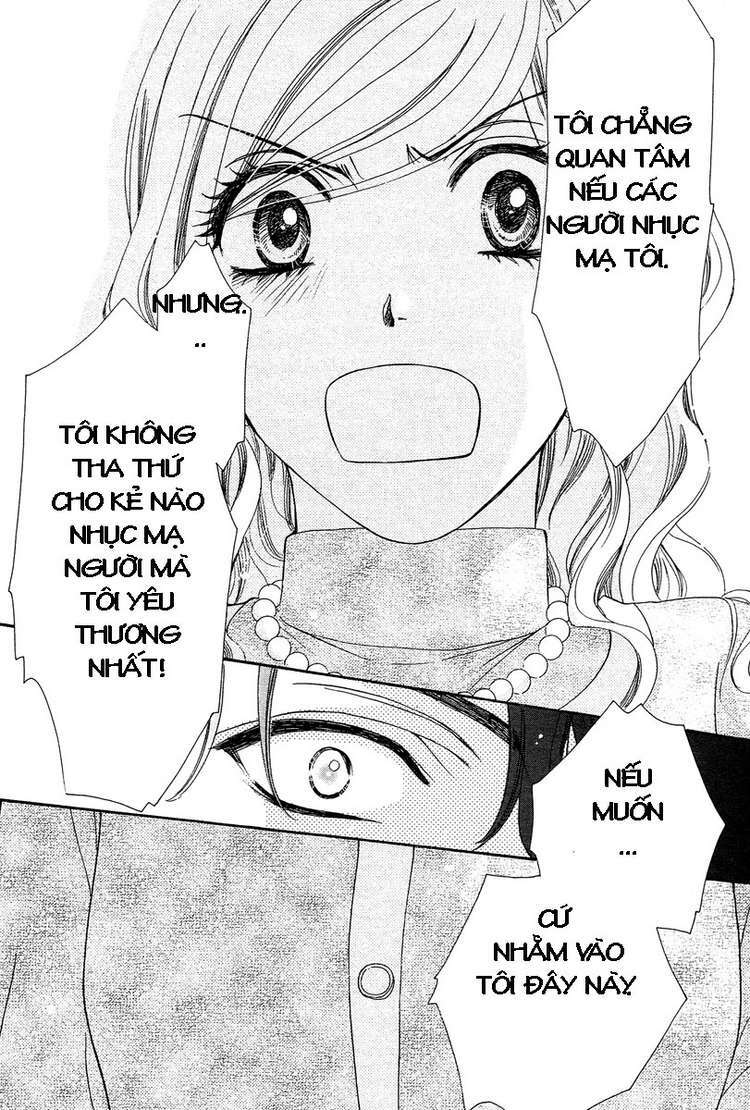 TÔI CHẲNG
QUAN TÂM
NẾU CÁC
NGƯỜI NHỤC
MẠ TÔI.
NHƯNG.
..
TÔI KHÔNG
THA THỨ
CHO KẺ NÀO
NHỤC MẠ
NGƯỜI MÀ
TÔI YÊU
THƯƠNG
NHẤT!
NẾU
MUỐN
...
CỨ
NHẰM VÀO
TÔI ĐÂY NÀY.